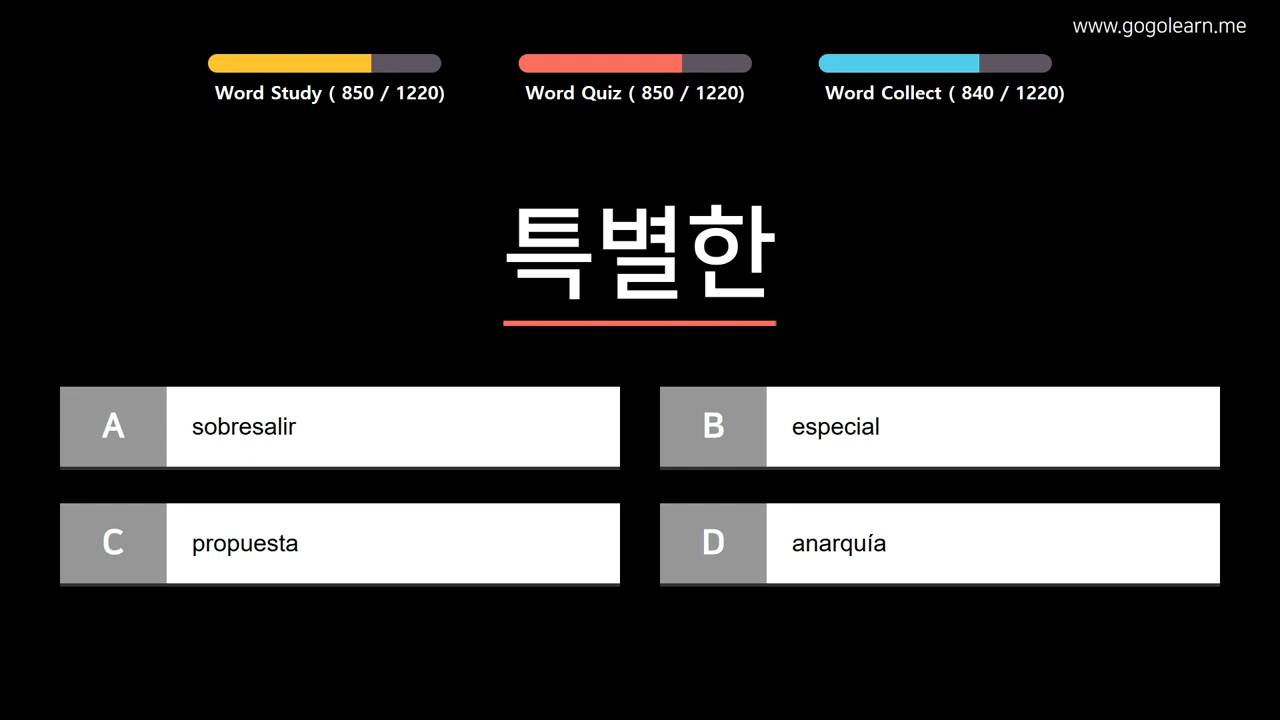 www.gogolearn.me
Word Study ( 850 / 1220)
Word Quiz ( 850 / 1220)
Word Collect ( 840 / 1220)
특별한
A sobresalir
B especial
C propuesta
D anarquía